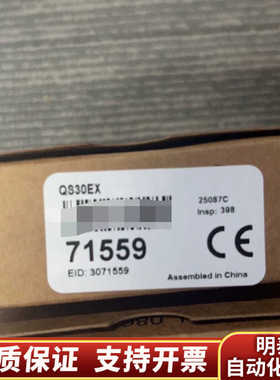 QS30EX
25087C
Insp: 398
71559
EID: 3071559
CE
Assembled in China
质保证 支持开票
明泰
自动化